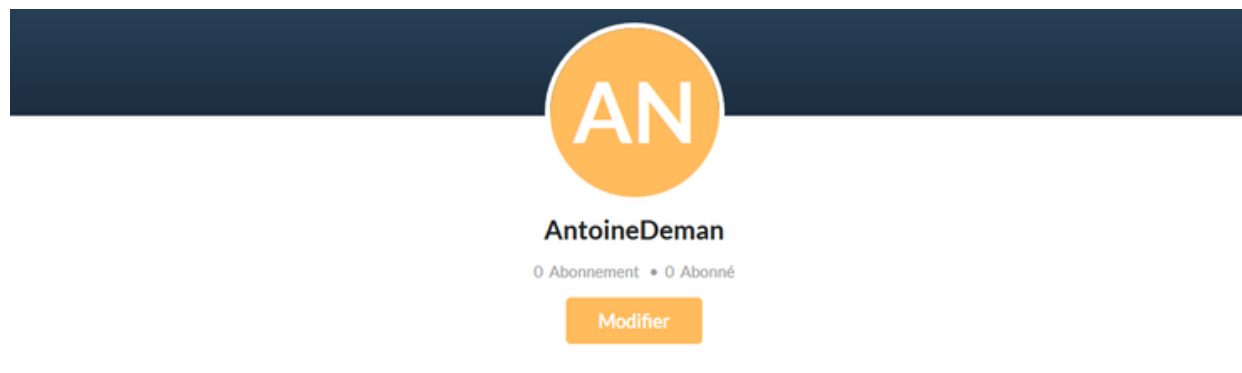 AN
AntoineDeman
0 Abonnement • 0 Abonné
Modifier